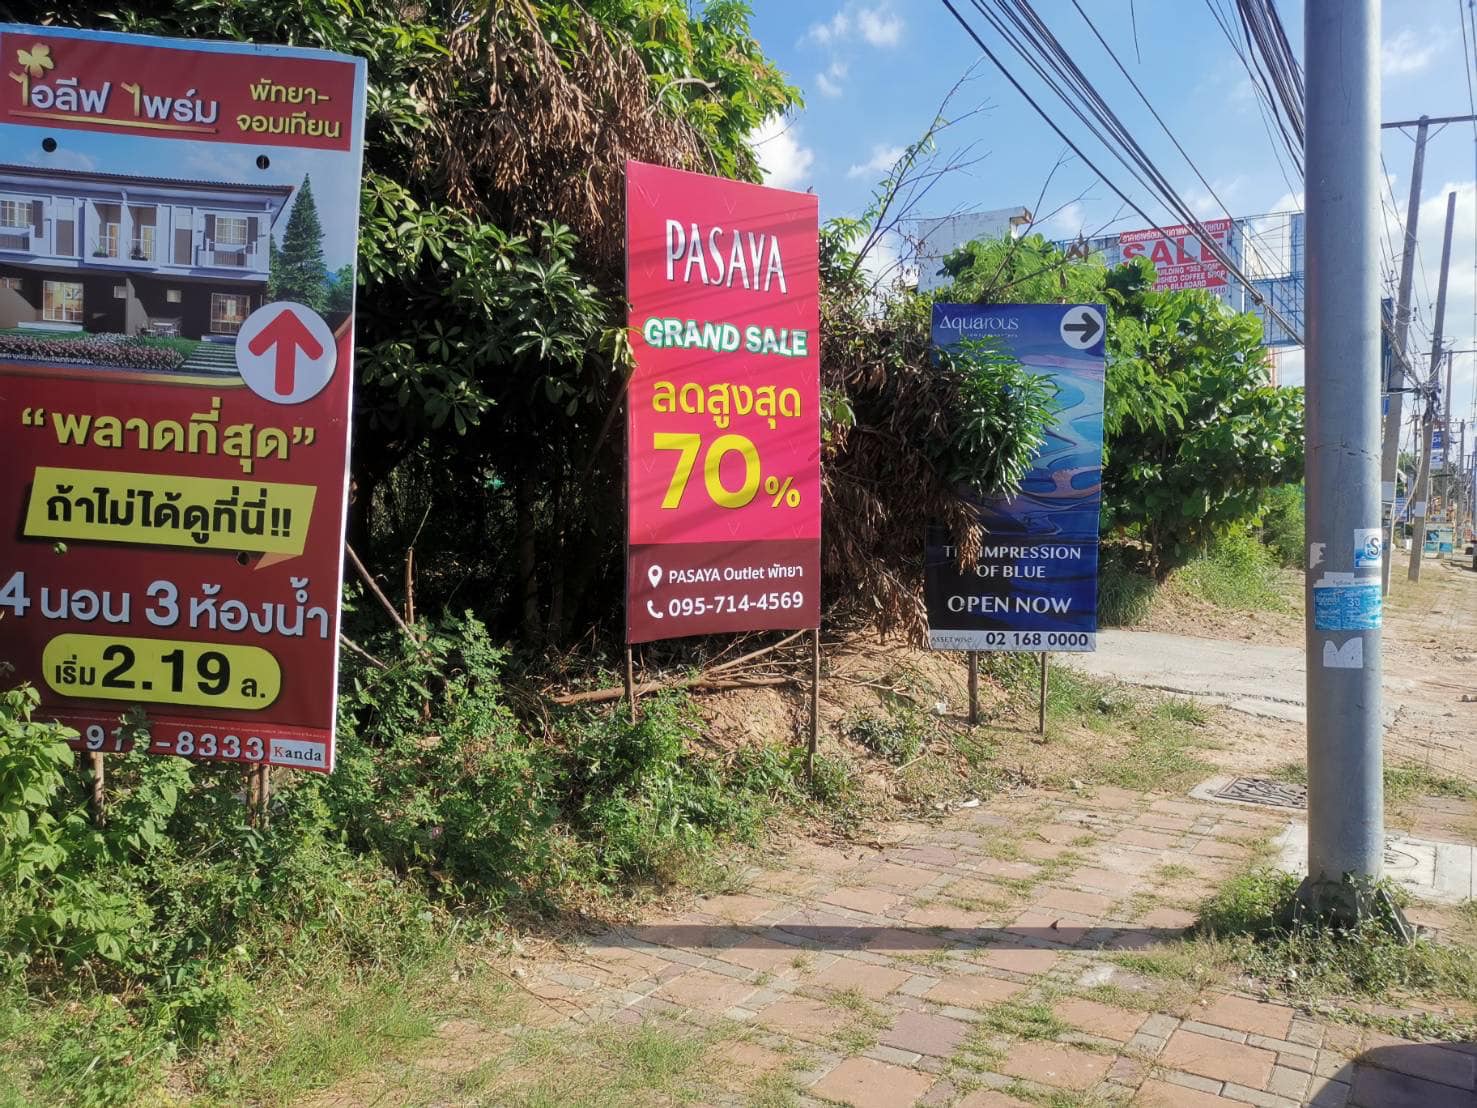 ไอลีฟ ไพร์ม
พัทยา-
จอมเทียน
“พลาดที่สุด”
ถ้าไม่ได้ดูที่นี่!!
4 นอน 3 ห้องน้ำ
เริ่ม 2.19 ล.
-8333
Kanda
PASAYA
GRAND SALE
ลดสูงสุด
70%
PASAYA Outlet พัทยา
095-714-4569
Aquarous
IMPRESSION
OF BLUE
OPEN NOW
ASSETWISE 02 168 0000
SALE